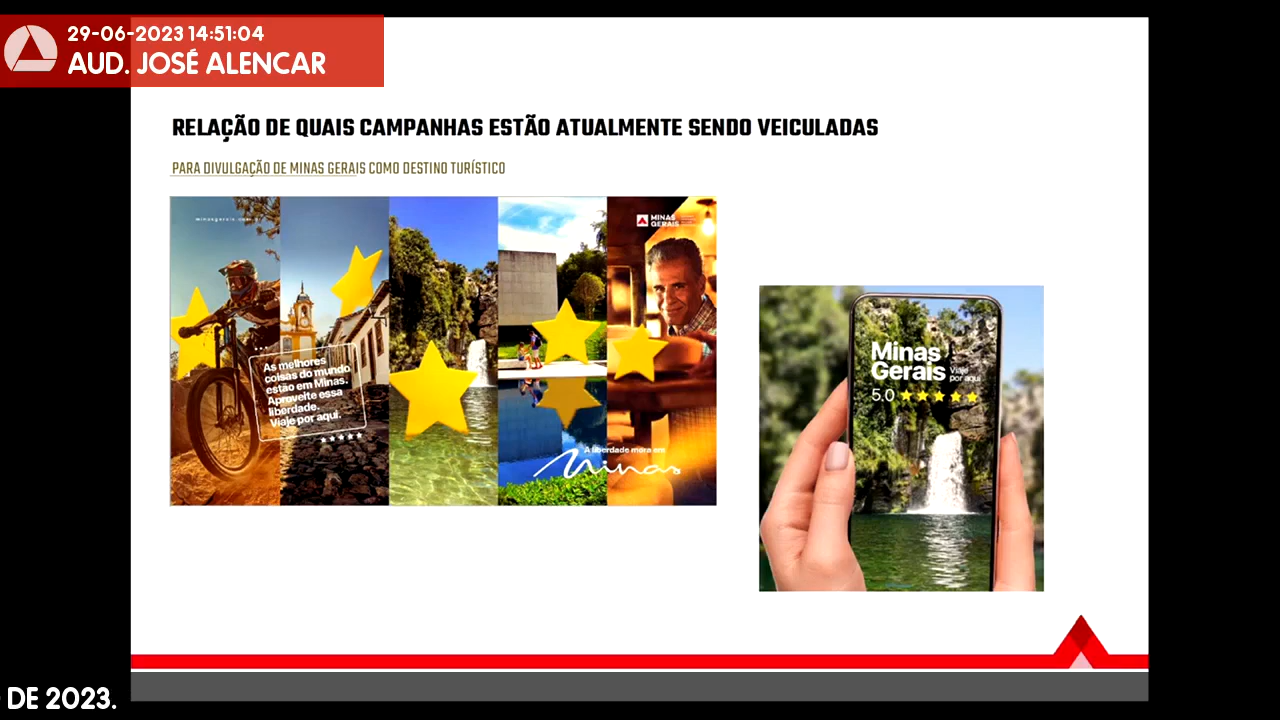 29-06-2023 14:51:04
AUD. JOSÉ ALENCAR
RELAÇÃO DE QUAIS CAMPANHAS ESTÃO ATUALMENTE SENDO VEICULADAS
PARA DIVULGAÇÃO DE MINAS GERAIS COMO DESTINO TURÍSTICO
MINAS
GERAIS
As melhores
coisas do mundo
estão em Minas.
Aproveite essa
liberdade.
Viaje por aqui.
A liberdade mora em
Minas
Minas
Gerais
Viaje
por aqui
5.0
DE 2023.